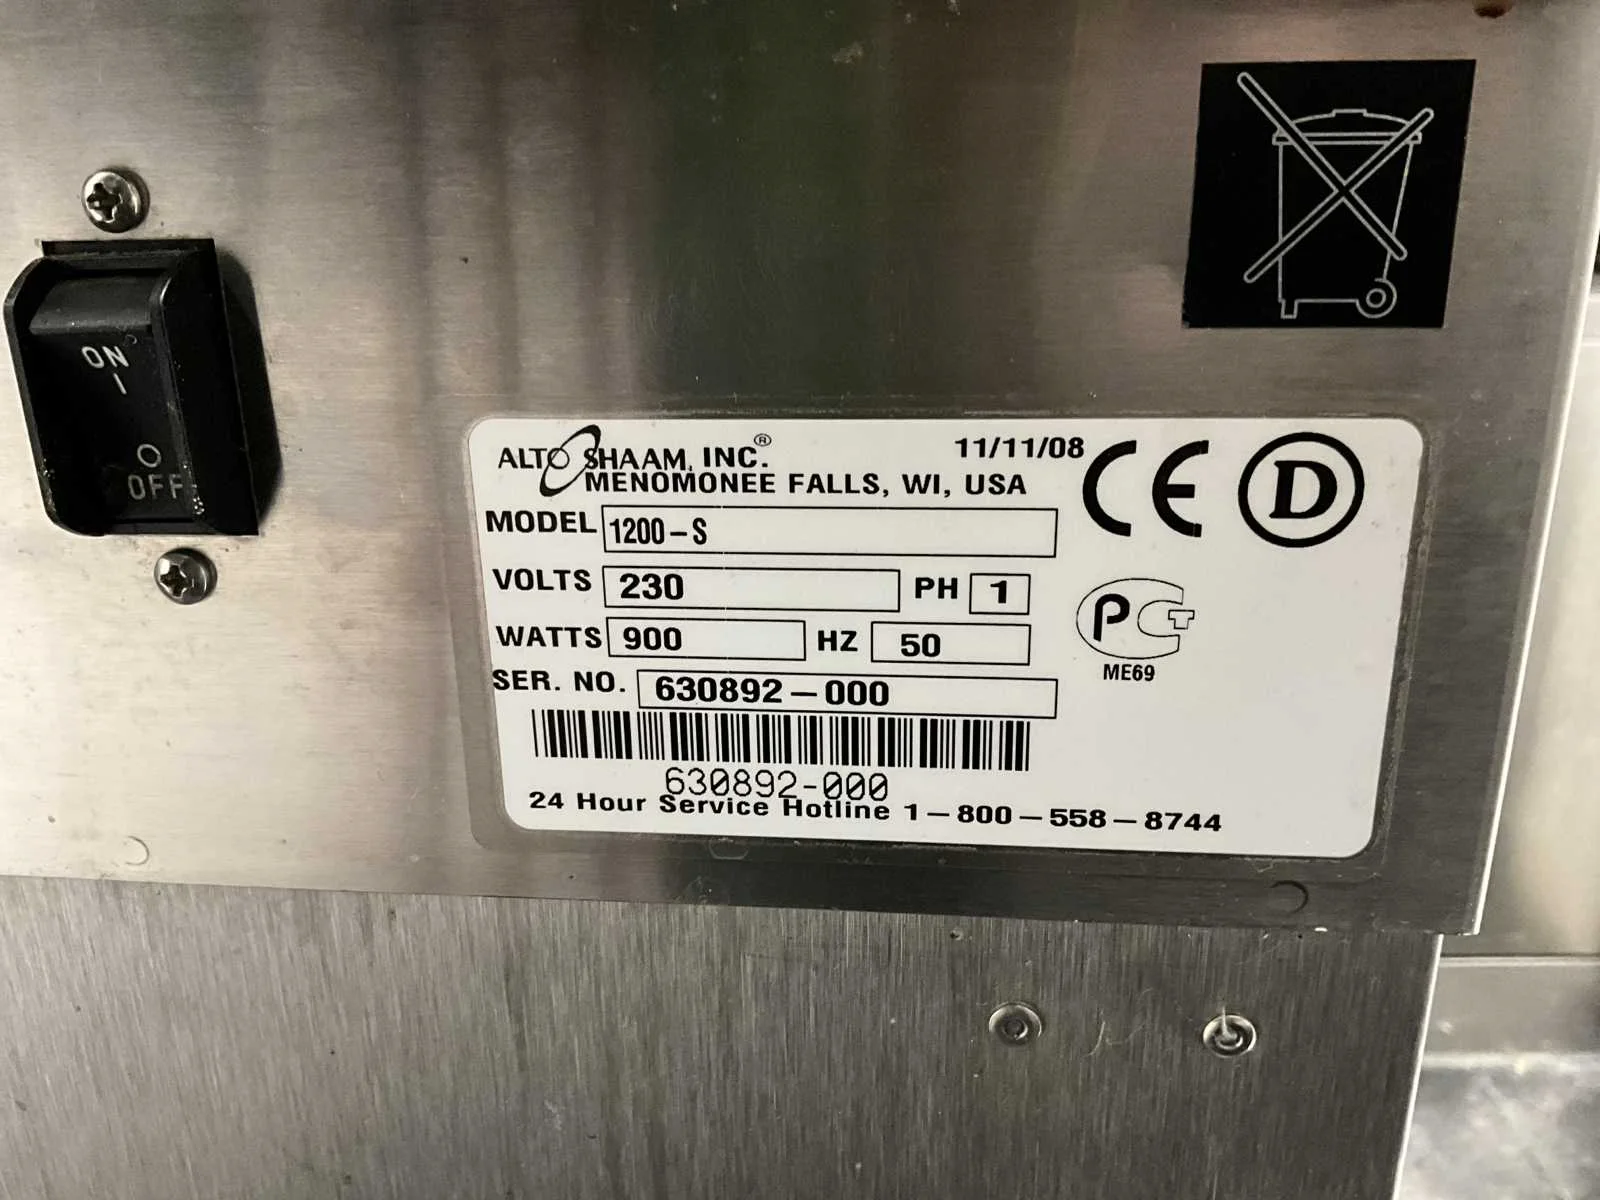 ON
I
O
OFF
ALTO SHAAM, INC.® 11/11/08
MENOMONEE FALLS, WI, USA
CE D
MODEL 1200-S
VOLTS 230 PH 1
WATTS 900 HZ 50
PCT
ME69
SER. NO. 630892-000
630892-000
24 Hour Service Hotline 1-800-558-8744